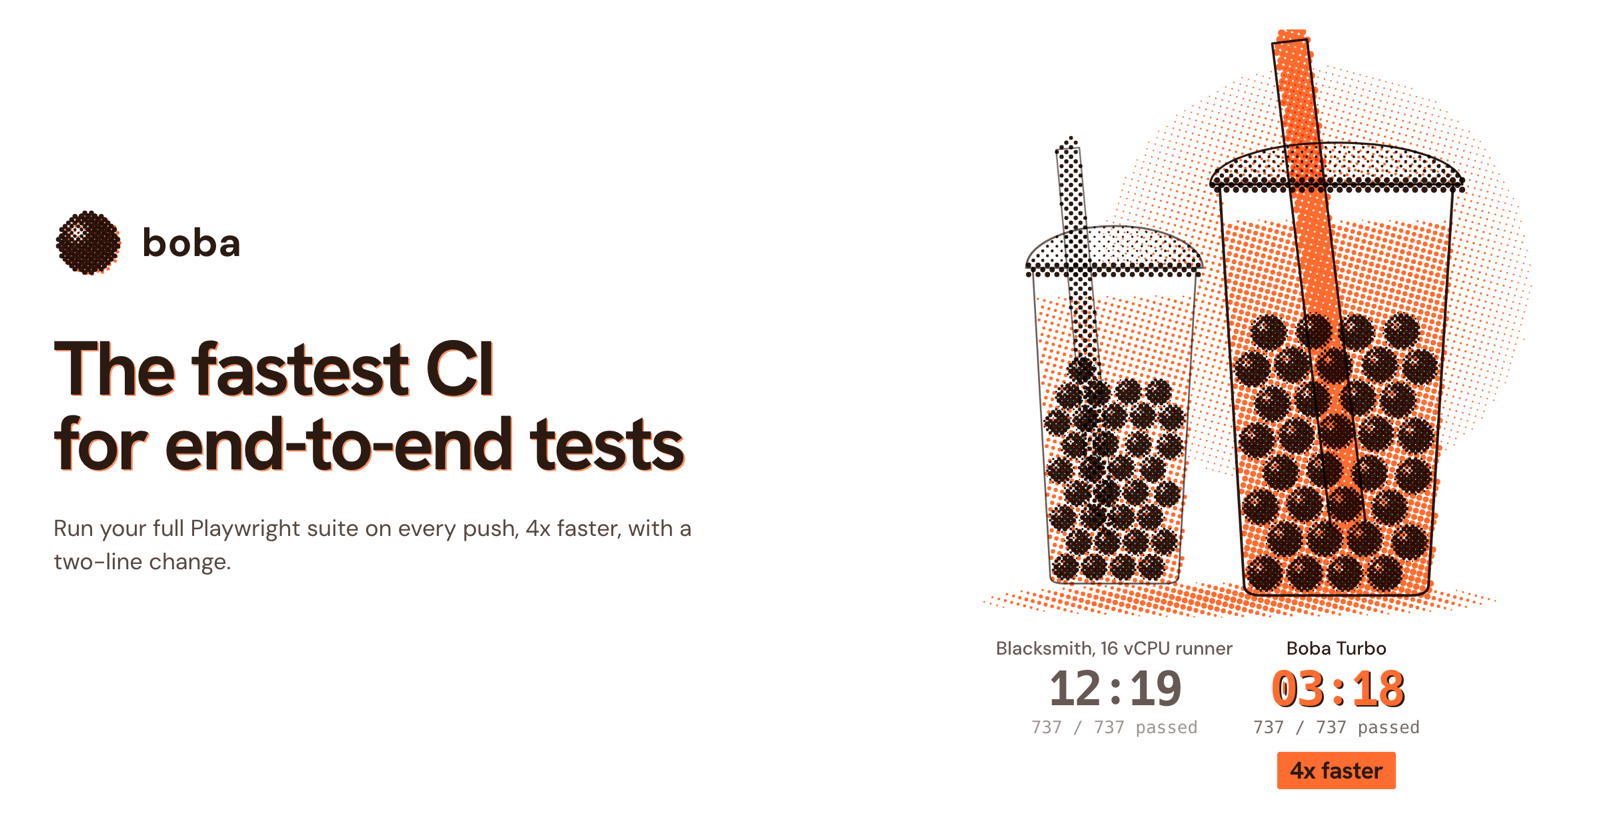 boba
The fastest CI
for end-to-end tests
Run your full Playwright suite on every push, 4x faster, with a
two-line change.
Blacksmith, 16 vCPU runner
12:19
737 / 737 passed
Boba Turbo
03:18
737 / 737 passed
4x faster